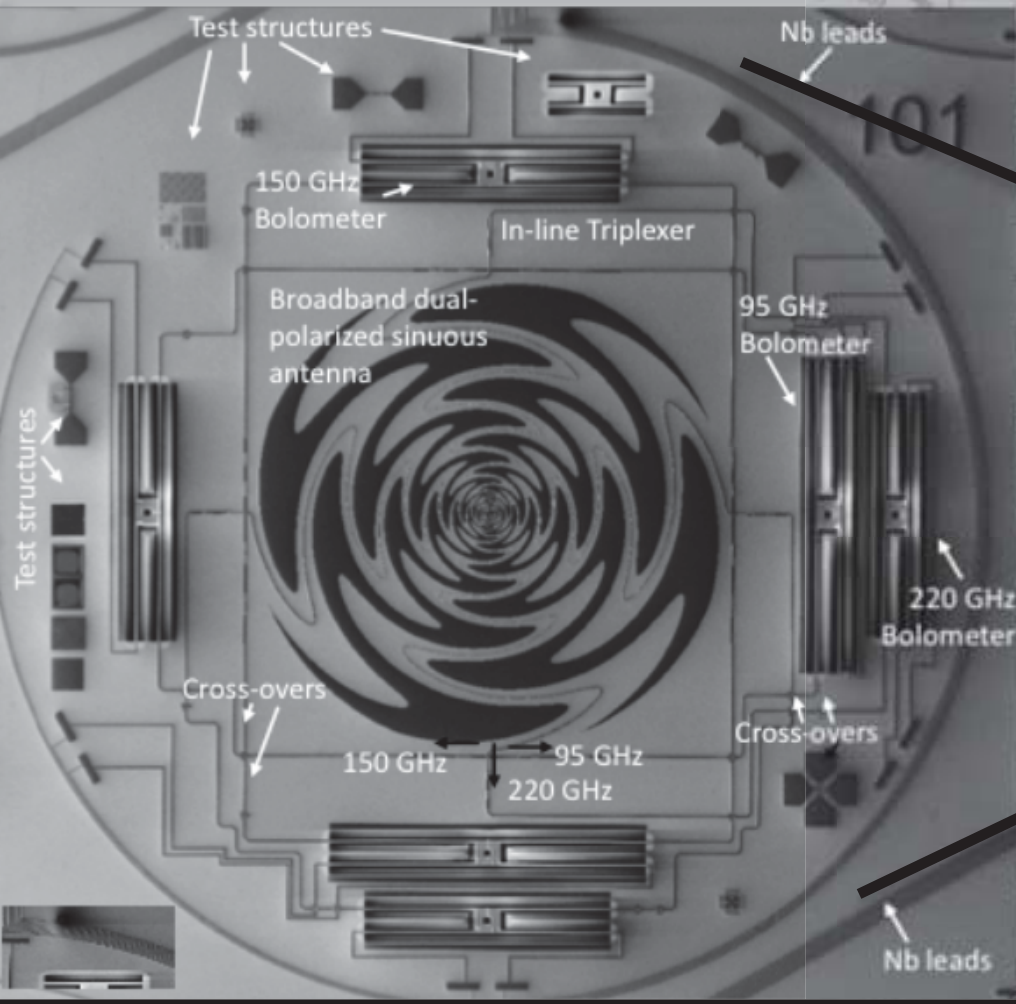 Test structures
Nb leads
101
150 GHz
Bolometer
In-line Triplexer
Broadband dual-
polarized sinuous
antenna
95 GHz
Bolometer
Test structures
220 GHz
Bolometer
Cross-overs
Cross-overs
150 GHz
95 GHz
220 GHz
Nb leads